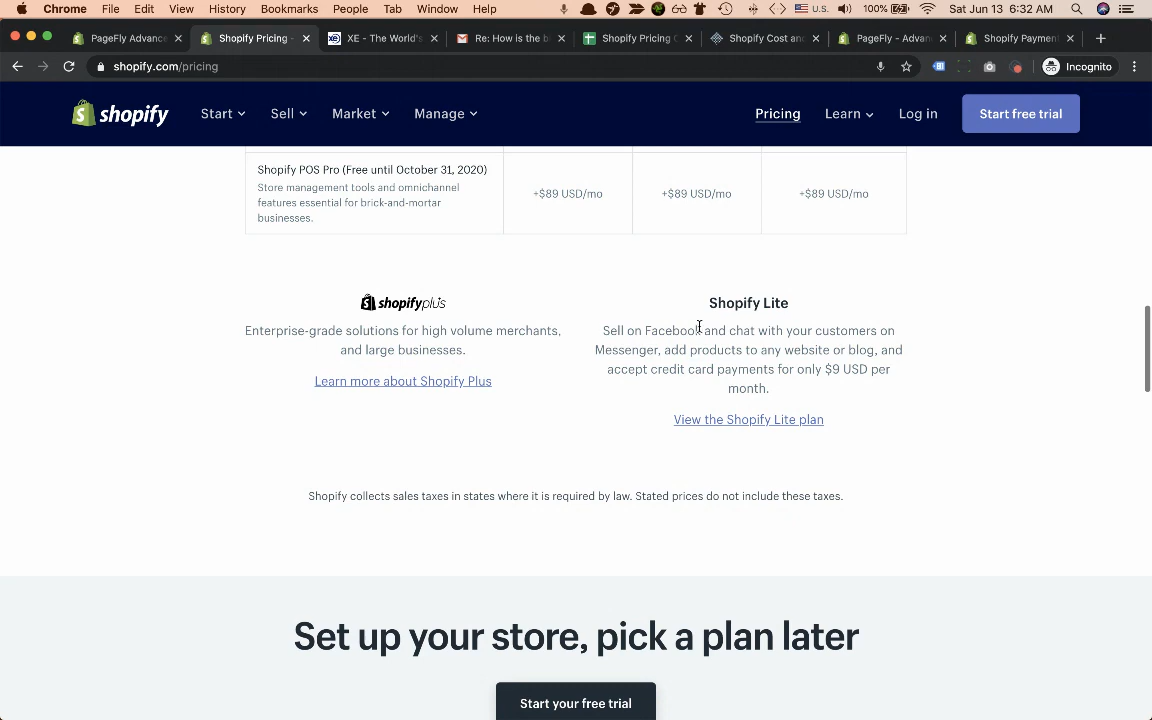 Chrome File Edit View History Bookmarks People Tab Window Help U.S. 100% Sat Jun 13 6:32 AM
PageFly Advanc Shopify Pricing - XE XE - The World's Re: How is the b Shopify Pricing C Shopify Cost and PageFly - Advan Shopify Payment
shopify.com/pricing Incognito
shopify Start Sell Market Manage Pricing Learn Log in Start free trial
Shopify POS Pro (Free until October 31, 2020)
Store management tools and omnichannel
features essential for brick-and-mortar
businesses.
+$89 USD/mo +$89 USD/mo +$89 USD/mo
shopifyplus
Enterprise-grade solutions for high volume merchants,
and large businesses.
Learn more about Shopify Plus
Shopify Lite
Sell on Facebook and chat with your customers on
Messenger, add products to any website or blog, and
accept credit card payments for only $9 USD per
month.
View the Shopify Lite plan
Shopify collects sales taxes in states where it is required by law. Stated prices do not include these taxes.
Set up your store, pick a plan later
Start your free trial